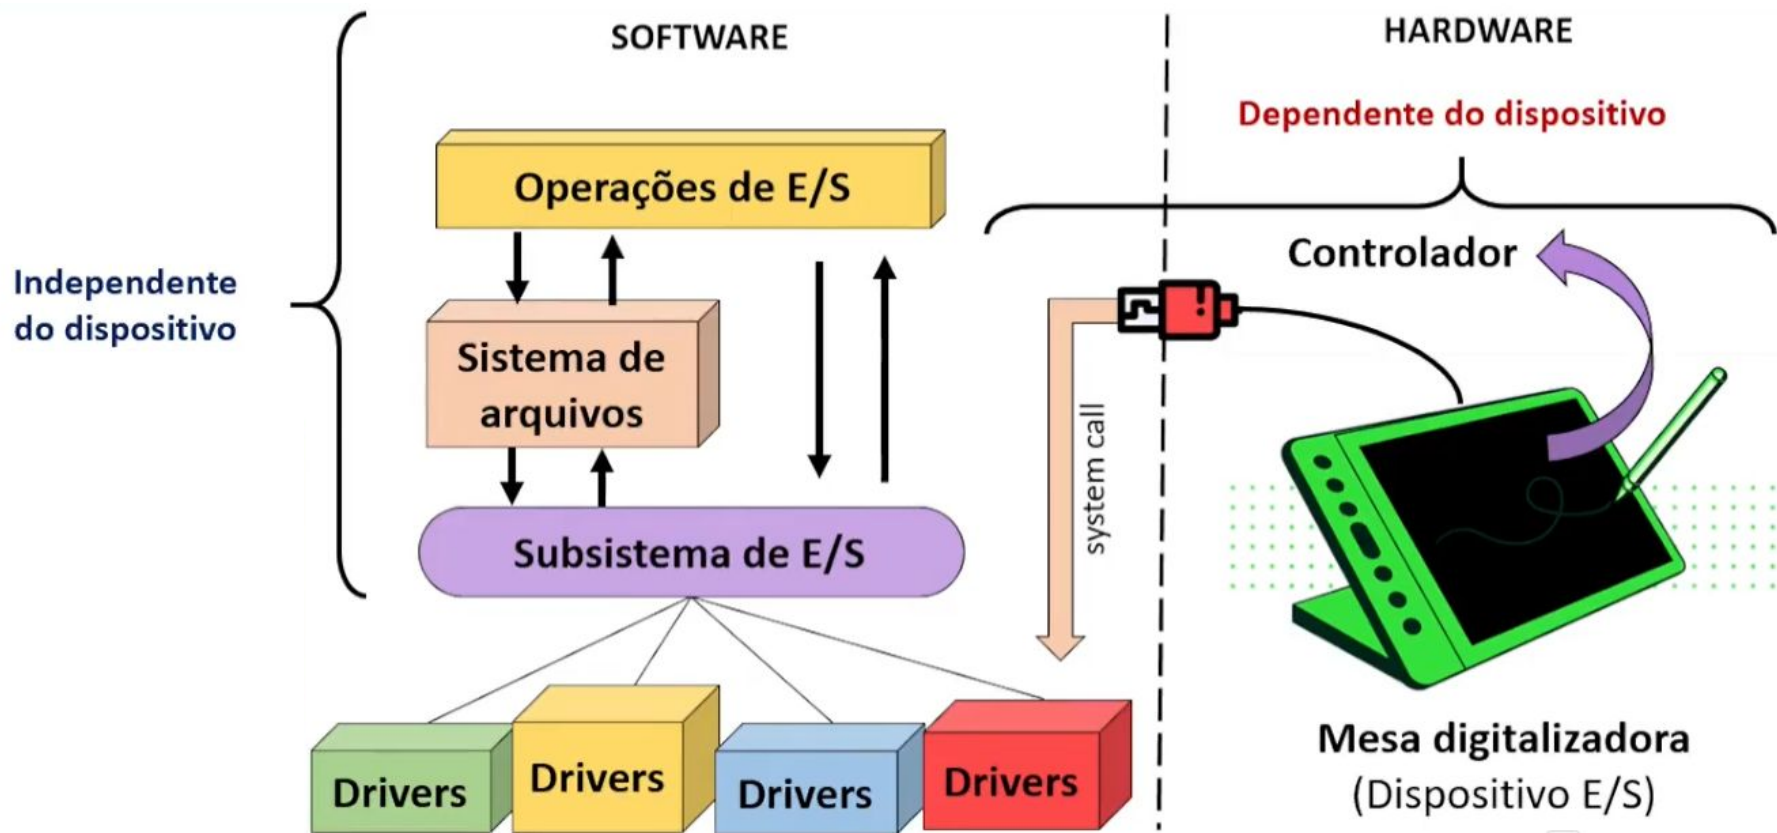 SOFTWARE
HARDWARE
Dependente do dispositivo
Operações de E/S
Controlador
Independente
do dispositivo
Sistema de
arquivos
system call
Subsistema de E/S
Drivers
Drivers
Drivers
Drivers
Mesa digitalizadora
(Dispositivo E/S)